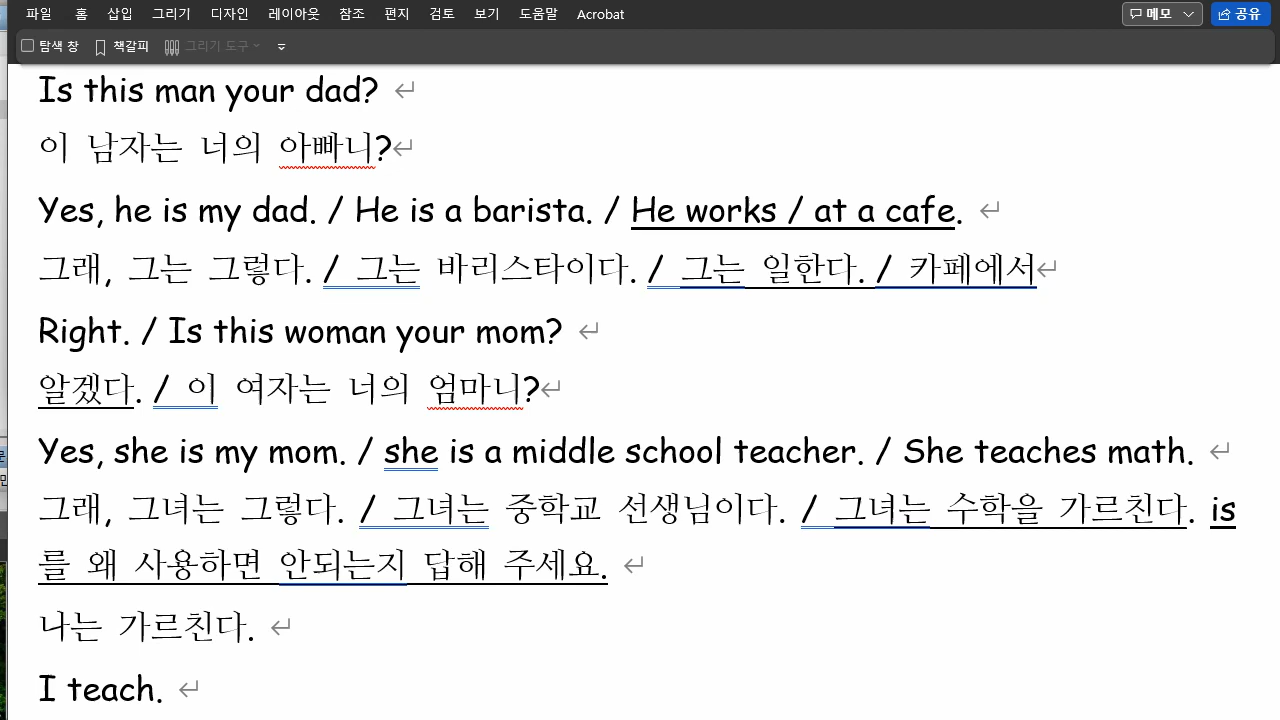 파일 홈 삽입 그리기 디자인 레이아웃 참조 편지 검토 보기 도움말 Acrobat 메모 공유
탐색 창 책갈피 그리기 도구
Is this man your dad?
이 남자는 너의 아빠니?
Yes, he is my dad. / He is a barista. / He works / at a cafe.
그래, 그는 그렇다. / 그는 바리스타이다. / 그는 일한다. / 카페에서
Right. / Is this woman your mom?
알겠다. / 이 여자는 너의 엄마니?
Yes, she is my mom. / she is a middle school teacher. / She teaches math.
그래, 그녀는 그렇다. / 그녀는 중학교 선생님이다. / 그녀는 수학을 가르친다. is
를 왜 사용하면 안되는지 답해 주세요.
나는 가르친다.
I teach.